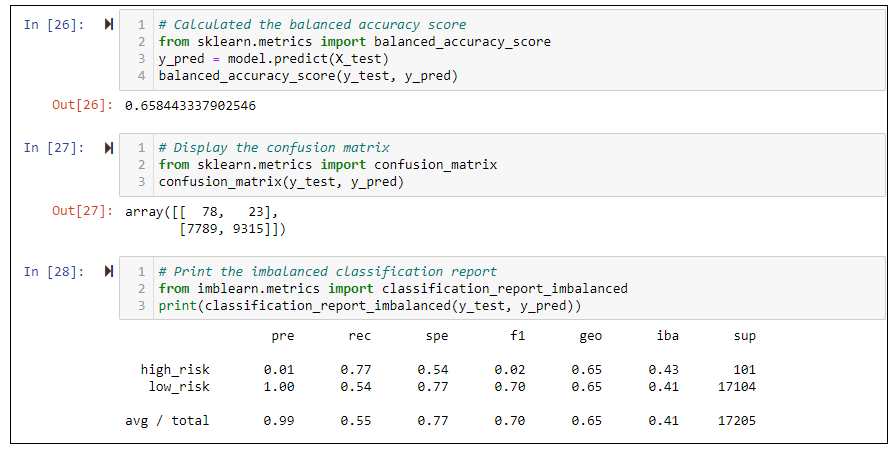 In [26]: 1 # Calculated the balanced accuracy score
2 from sklearn.metrics import balanced_accuracy_score
3 y_pred = model.predict(X_test)
4 balanced_accuracy_score(y_test, y_pred)
Out[26]: 0.658443337902546
In [27]: 1 # Display the confusion matrix
2 from sklearn.metrics import confusion_matrix
3 confusion_matrix(y_test, y_pred)
Out[27]: array([[ 78, 23],
[7789, 9315]])
In [28]: 1 # Print the imbalanced classification report
2 from imblearn.metrics import classification_report_imbalanced
3 print(classification_report_imbalanced(y_test, y_pred))
pre rec spe f1 geo iba sup
high_risk 0.01 0.77 0.54 0.02 0.65 0.43 101
low_risk 1.00 0.54 0.77 0.70 0.65 0.41 17104
avg / total 0.99 0.55 0.77 0.70 0.65 0.41 17205